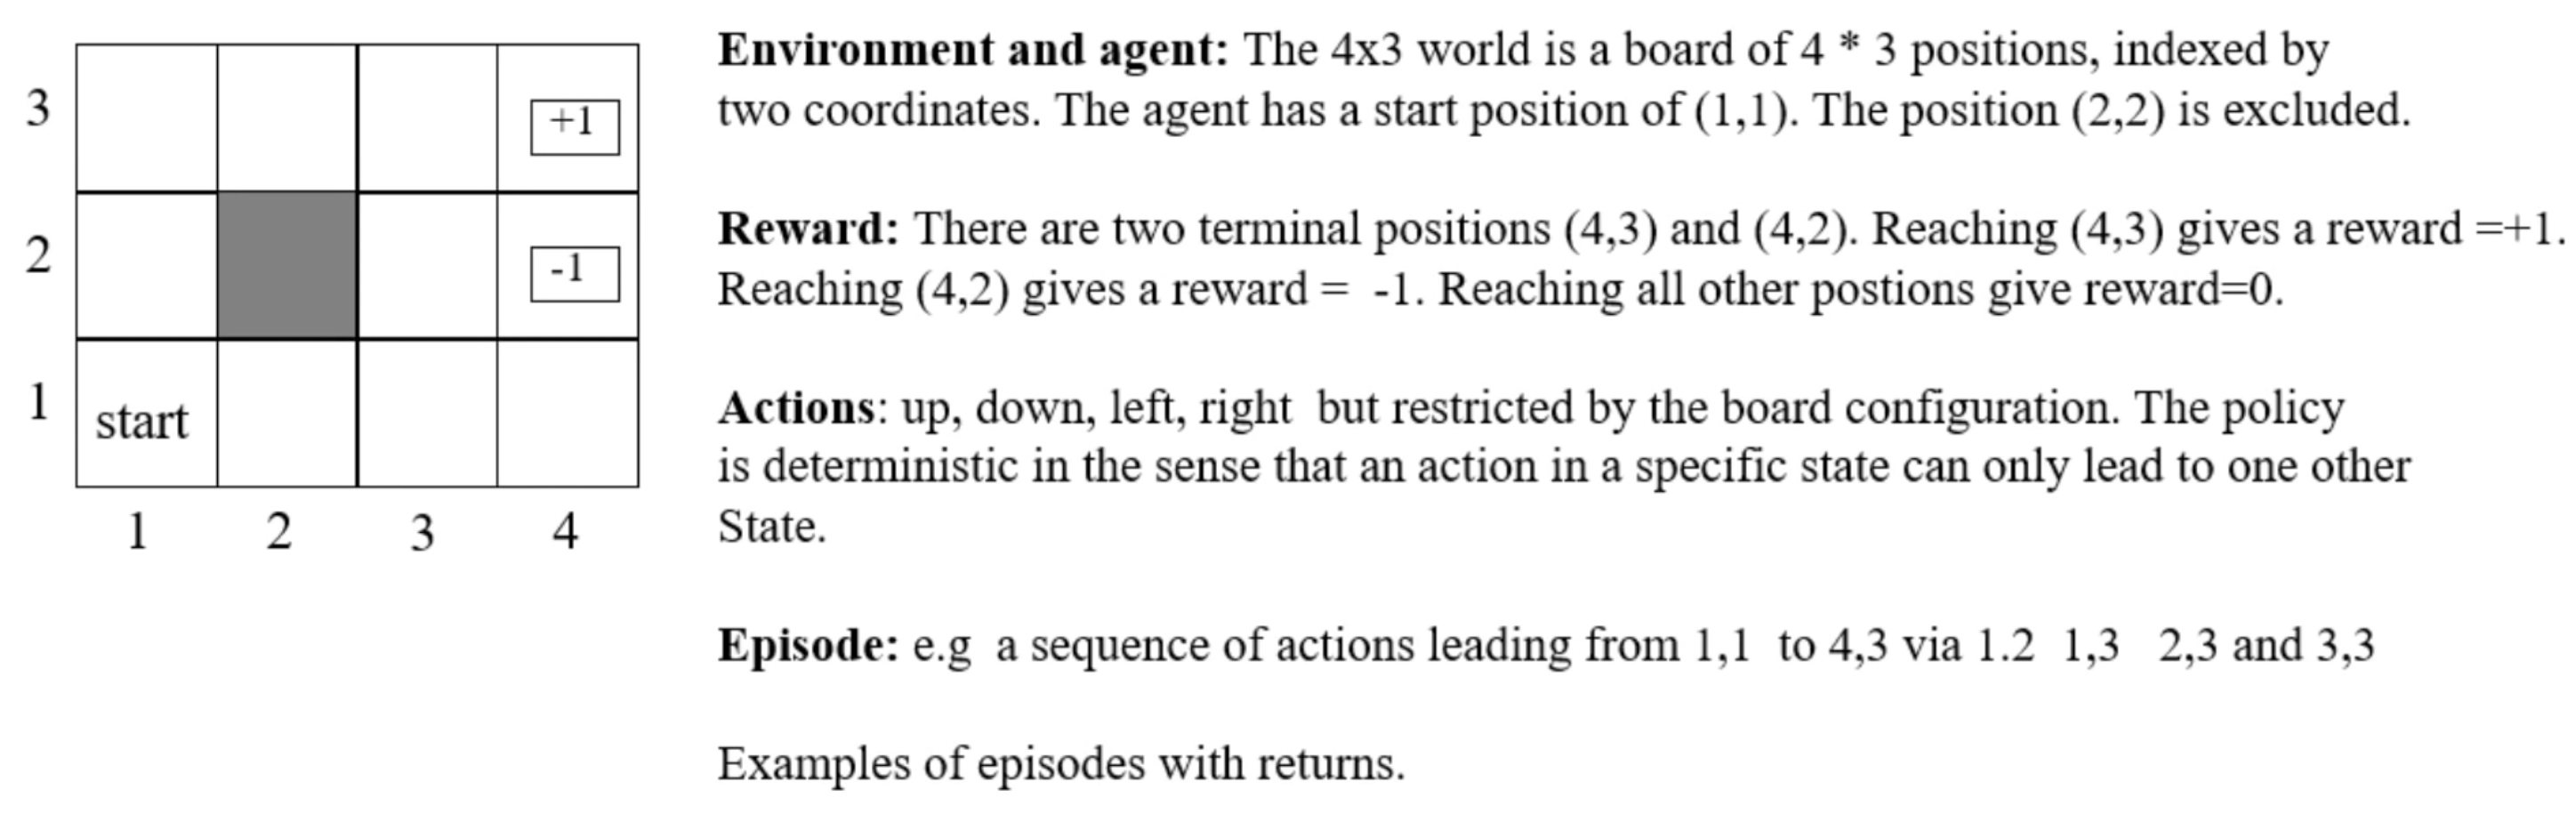 3
+1
2
-1
1
start
1 2 3 4
Environment and agent: The 4x3 world is a board of 4 * 3 positions, indexed by
two coordinates. The agent has a start position of (1,1). The position (2,2) is excluded.
Reward: There are two terminal positions (4,3) and (4,2). Reaching (4,3) gives a reward =+1.
Reaching (4,2) gives a reward = -1. Reaching all other postions give reward=0.
Actions: up, down, left, right but restricted by the board configuration. The policy
is deterministic in the sense that an action in a specific state can only lead to one other
State.
Episode: e.g a sequence of actions leading from 1,1 to 4,3 via 1.2 1,3 2,3 and 3,3
Examples of episodes with returns.